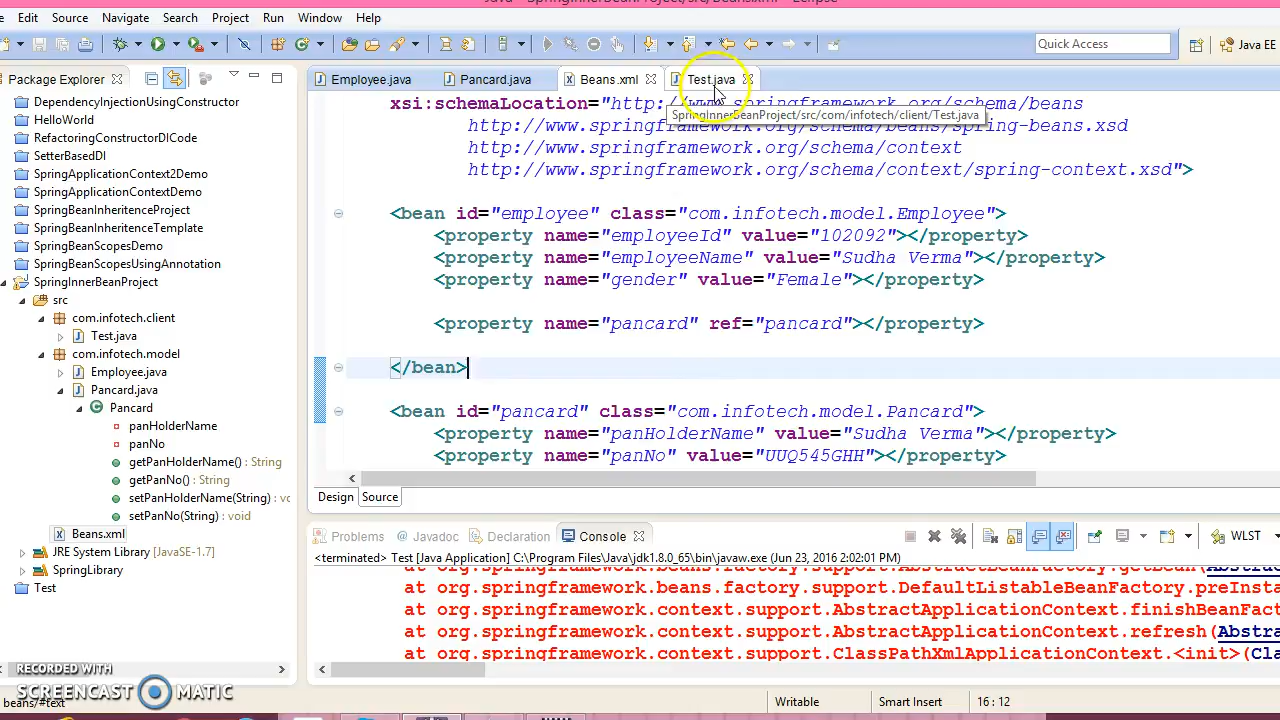 Edit Source Navigate Search Project Run Windows Help
Quick Access
Java EE
Package Explorer
DependencyInjectionUsingConstructor
HelloWorld
RefactoringConstructorDICode
SetterBasedDI
SpringApplicationContext2Demo
SpringApplicationContextDemo
SpringBeanInheritenceProject
SpringBeanInheritenceTemplate
SpringBeanScopesDemo
SpringBeanScopesUsingAnnotation
SpringInnerBeanProject
src
com.infotech.client
Test.java
com.infotech.model
Employee.java
Pancard.java
Pancard
panHolderName
panNo
getPanHolderName() : String
getPanNo() : String
setPanHolderName(String) : vo
setPanNo(String) : void
Beans.xml
JRE System Library [JavaSE-1.7]
SpringLibrary
Test
Employee.java Pancard.java Beans.xml Test.java
xsi:schemaLocation="http://www.springframework.org/schema/beans
SpringInnerBeanProject/src/com/infotech/client/Test.java
http://www.springframework.org/schema/beans/spring-beans.xsd
http://www.springframework.org/schema/context
http://www.springframework.org/schema/context/spring-context.xsd">
<bean id="employee" class="com.infotech.model.Employee">
<property name="employeeId" value="102092"></property>
<property name="employeeName" value="Sudha Verma"></property>
<property name="gender" value="Female"></property>
<property name="pancard" ref="pancard"></property>
</bean>
<bean id="pancard" class="com.infotech.model.Pancard">
<property name="panHolderName" value="Sudha Verma"></property>
<property name="panNo" value="UUQ545GHH"></property>
Design Source
Problems Javadoc Declaration Console
WLST
<terminated> Test [Java Application] C:\Program Files\Java\jdk1.8.0_65\bin\javaw.exe (Jun 23, 2016 2:02:01 PM)
at org.springframework.beans.factory.support.AbstractBeanFactory.getBean(Abstrac
at org.springframework.beans.factory.support.DefaultListableBeanFactory.preInsta
at org.springframework.context.support.AbstractApplicationContext.finishBeanFact
at org.springframework.context.support.AbstractApplicationContext.refresh(Abstra
at org.springframework.context.support.ClassPathXmlApplicationContext.<init>(Cla
RECORDED WITH
SCREENCAST MATIC
beans/#text
Writable Smart Insert 16 : 12